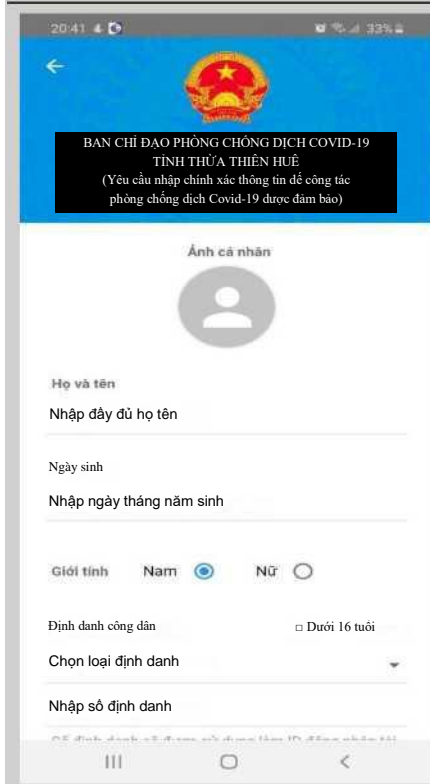 20:41
33%
BAN CHỈ ĐẠO PHÒNG CHÓNG DỊCH COVID-19
TỈNH THỪA THIÊN HUẾ
(Yêu cầu nhập chính xác thông tin dể công tác
phòng chống dịch Covid-19 dược đảm bảo)
Ảnh cá nhân
Họ và tên
Nhập đầy đủ họ tên
Ngày sinh
Nhập ngày tháng năm sinh
Giới tính Nam Nữ
Định danh công dân □ Dưới 16 tuổi
Chọn loại định danh
Nhập số định danh